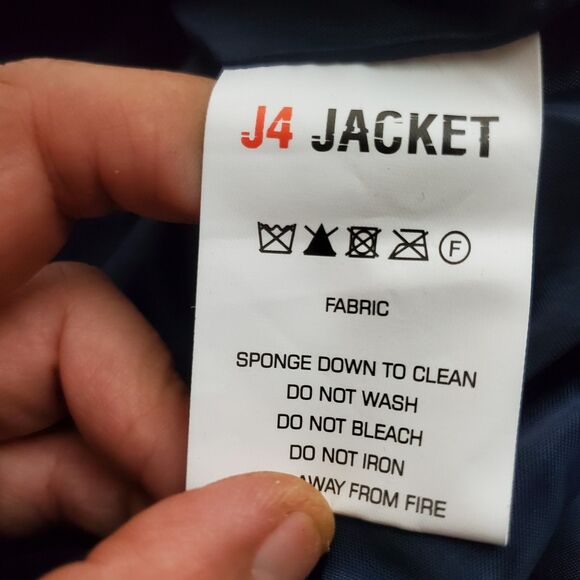 J4 JACKET
F
FABRIC
SPONGE DOWN TO CLEAN
DO NOT WASH
DO NOT BLEACH
DO NOT IRON
AWAY FROM FIRE